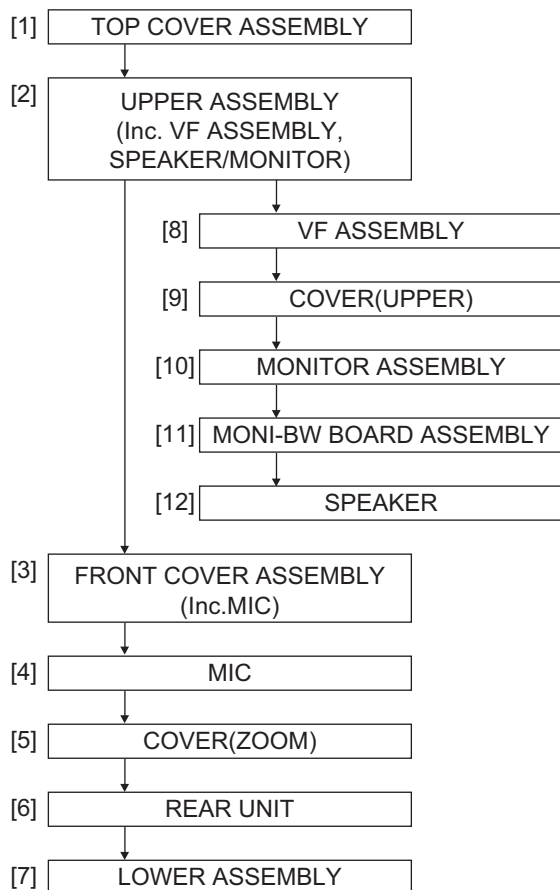 [1] TOP COVER ASSEMBLY
[2] UPPER ASSEMBLY
(Inc. VF ASSEMBLY,
SPEAKER/MONITOR)
[8] VF ASSEMBLY
[9] COVER(UPPER)
[10] MONITOR ASSEMBLY
[11] MONI-BW BOARD ASSEMBLY
[12] SPEAKER
[3] FRONT COVER ASSEMBLY
(Inc.MIC)
[4] MIC
[5] COVER(ZOOM)
[6] REAR UNIT
[7] LOWER ASSEMBLY